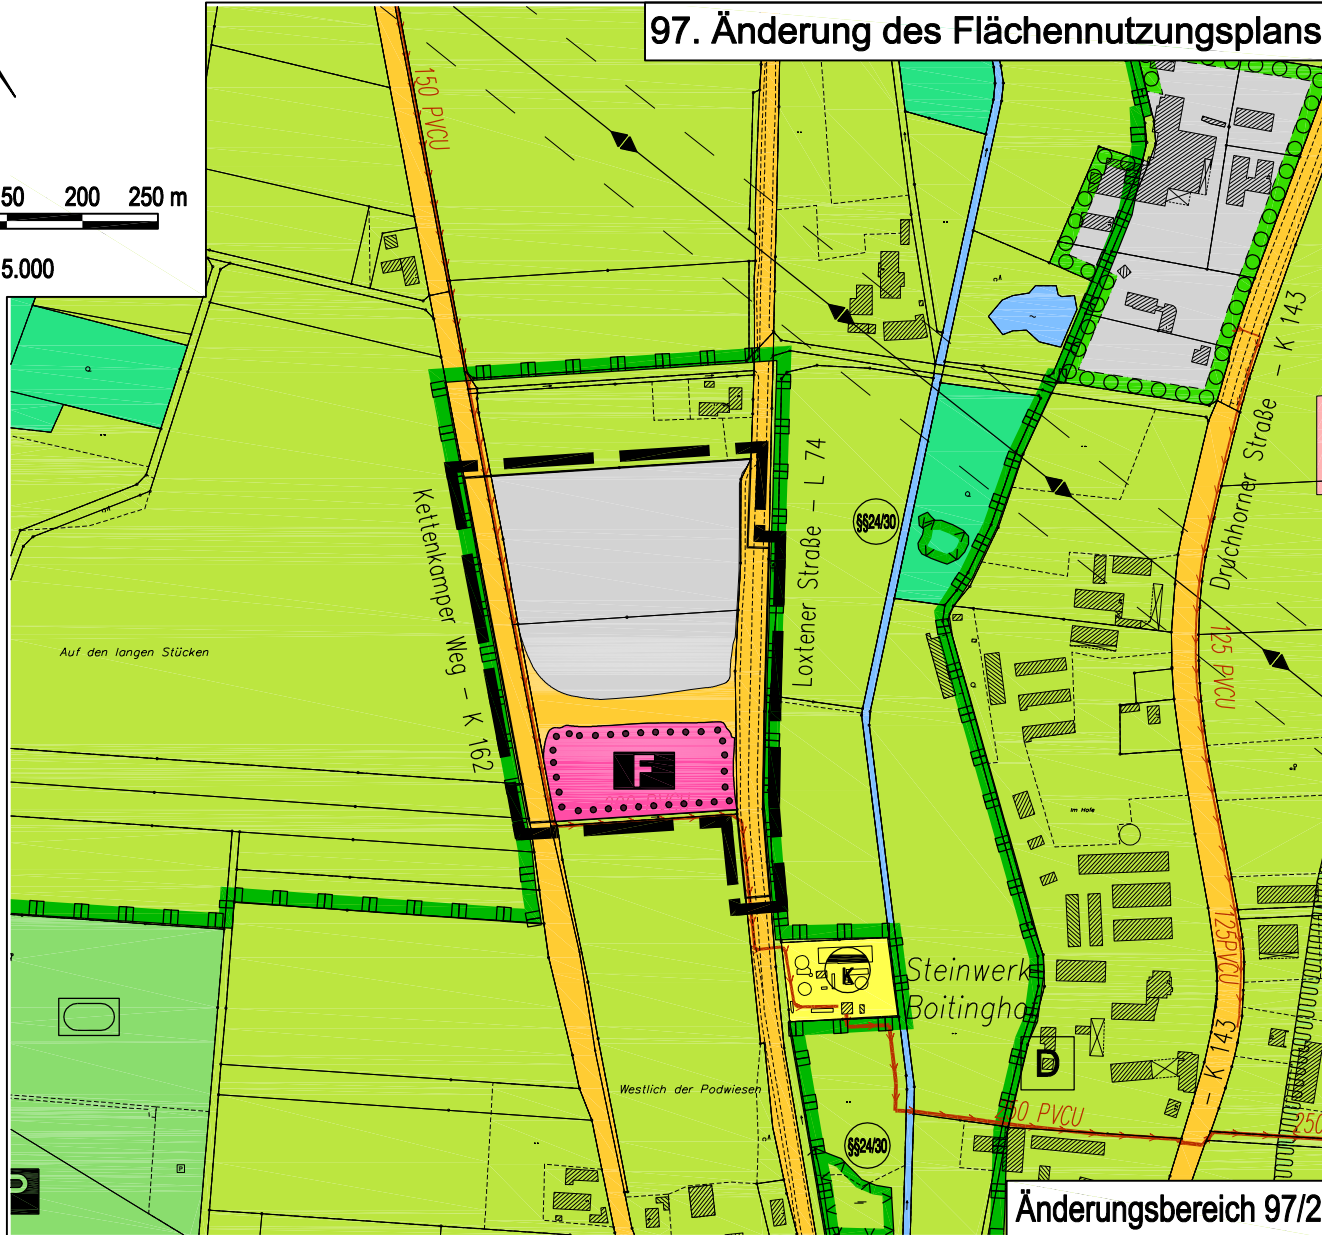 97. Änderung des Flächennutzungsplans
50 200 250 m
5.000
150 PVCU
Kettenkamper Weg - K 162
Loxtener Straße - L 74
Druchhorner Straße - K 143
§§24/30
125 PVCU
Auf den langen Stücken
F
Im Hofe
125PVCU
K
Steinwerk
Boitingho
- K 143
D
Westlich der Podwiesen
250 PVCU
250
§§24/30
P
Änderungsbereich 97/2